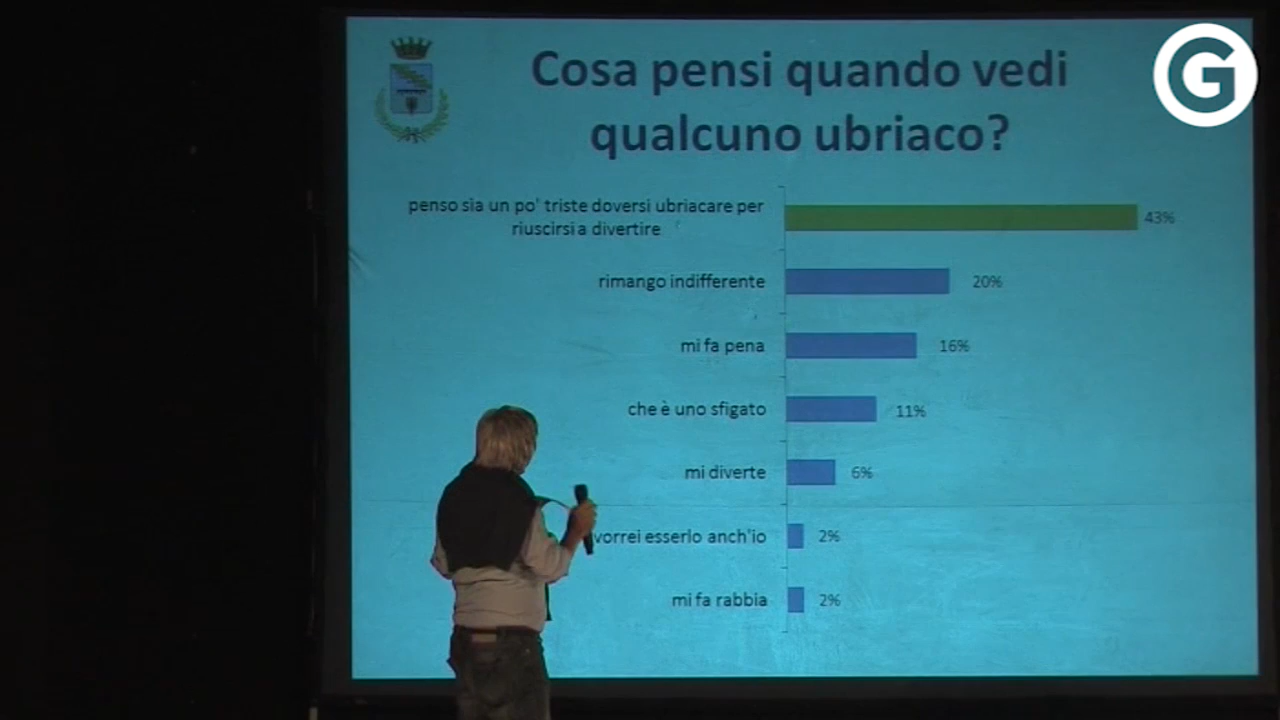 Cosa pensi quando vedi
qualcuno ubriaco?
G
penso sia un po' triste doversi ubriacare per
riuscirsi a divertire
43%
rimango indifferente
20%
mi fa pena
16%
che è uno sfigato
11%
mi diverte
6%
vorrei esserlo anch'io
2%
mi fa rabbia
2%